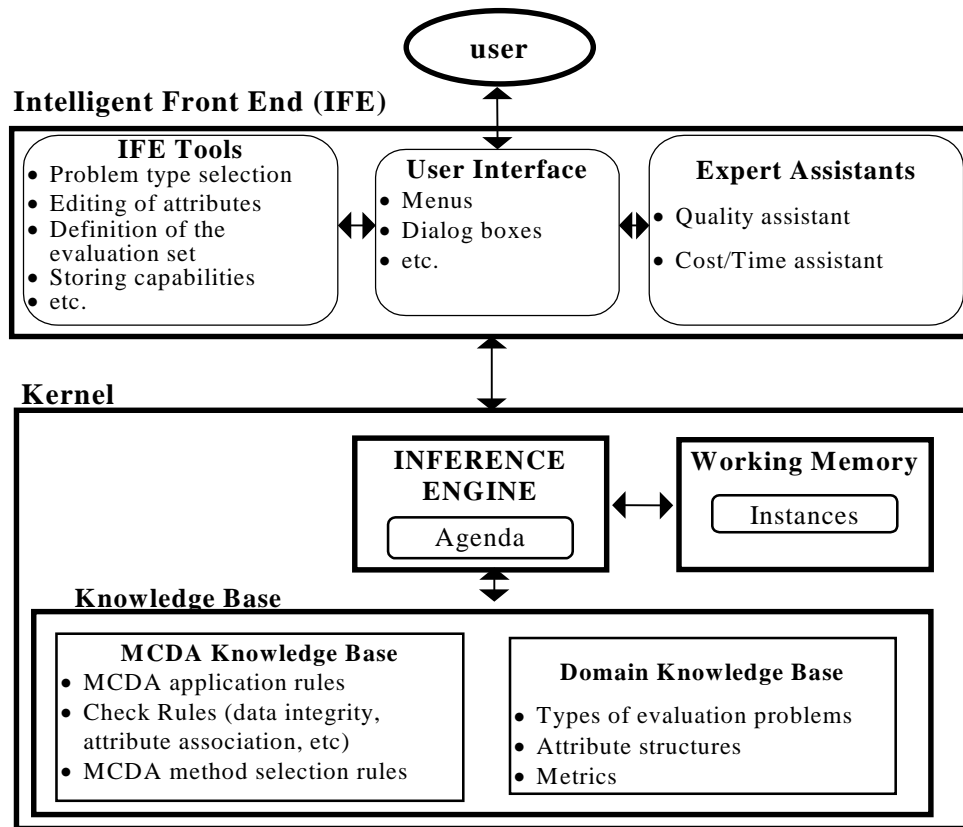 user
Intelligent Front End (IFE)
IFE Tools
• Problem type selection
• Editing of attributes
• Definition of the
evaluation set
• Storing capabilities
• etc.
User Interface
• Menus
• Dialog boxes
• etc.
Expert Assistants
• Quality assistant
• Cost/Time assistant
Kernel
INFERENCE
ENGINE
Agenda
Working Memory
Instances
Knowledge Base
MCDA Knowledge Base
• MCDA application rules
• Check Rules (data integrity,
attribute association, etc)
• MCDA method selection rules
Domain Knowledge Base
• Types of evaluation problems
• Attribute structures
• Metrics